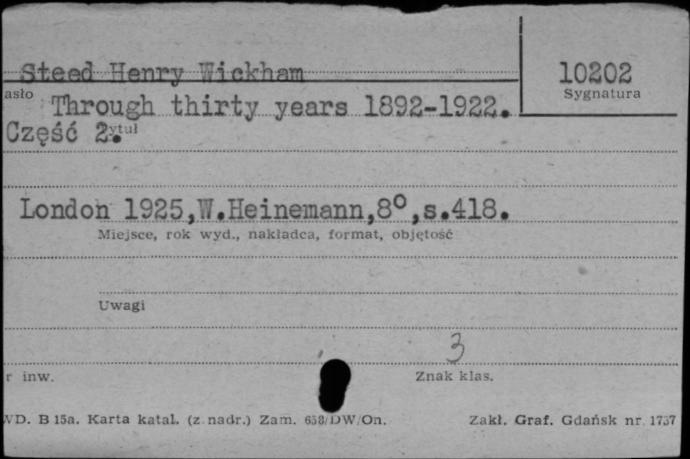 Steed Henry Wickham
10202
asło
Sygnatura
Through thirty years 1892-1922.
Część 2.
ytuł
London 1925,W.Heinemann,8°,s.418.
Miejsce, rok wyd., nakładca, format, objętość
Uwagi
3
r inw.
Znak klas.
WD. B 15a. Karta katal. (z nadr.) Zam. 658/DW/On.
Zakł. Graf. Gdańsk nr 1757